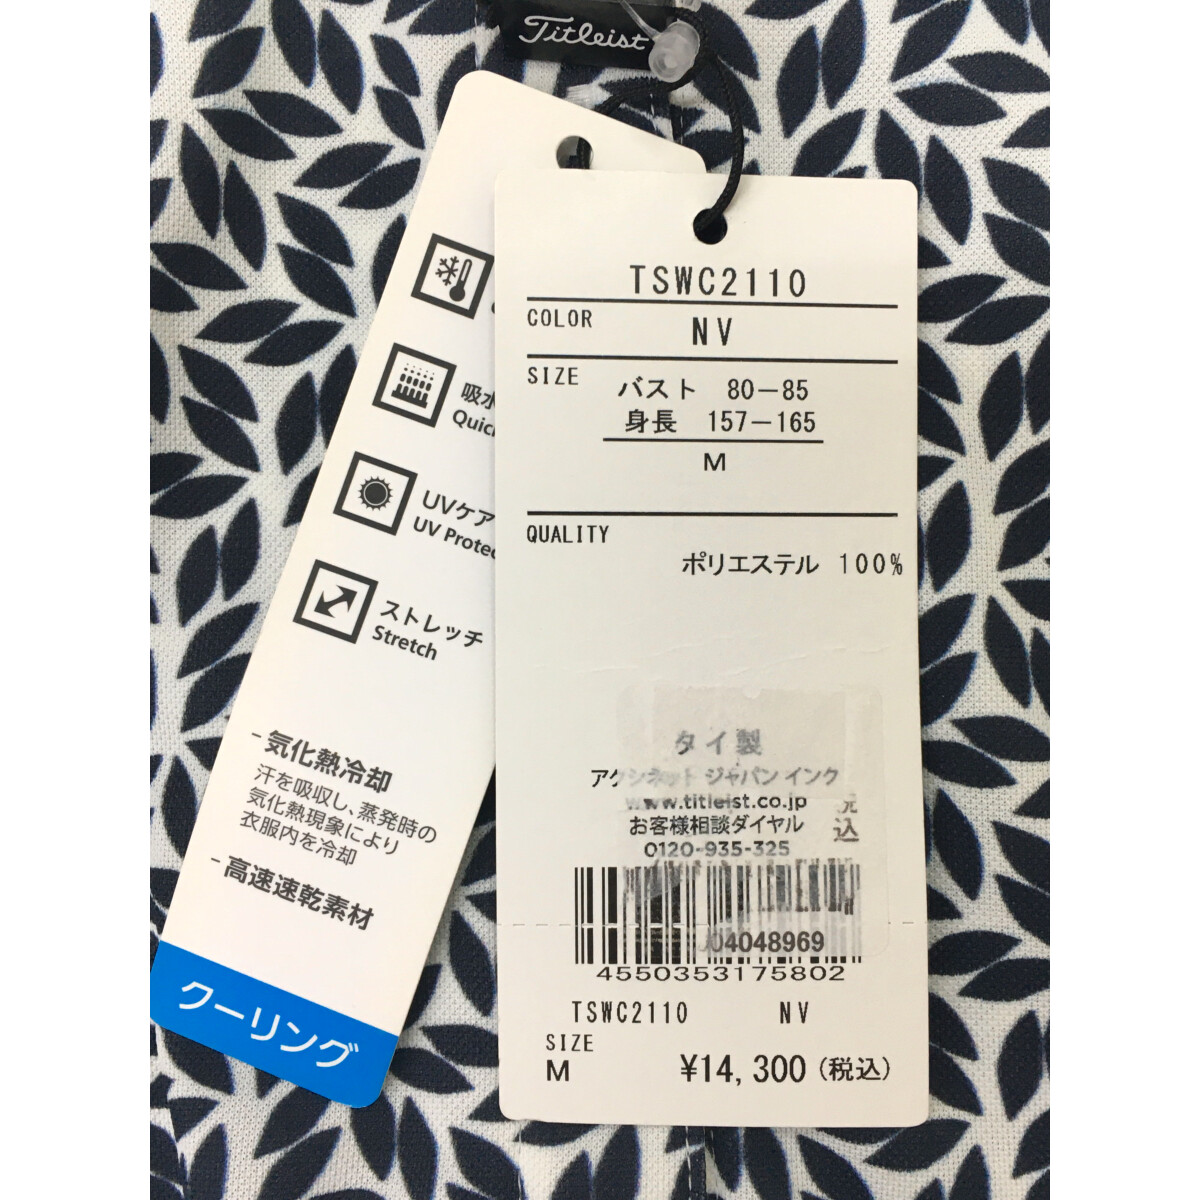 Titleist
吸水
Quick
UVケア
UV Protec
ストレッチ
Stretch
- 気化熱冷却
汗を吸収し、蒸発時の
気化熱現象により
衣服内を冷却
- 高速速乾素材
クーリング
TSWC2110
COLOR NV
SIZE バスト 80－85
身長 157－165
M
QUALITY
ポリエステル 100%
タイ製
アクシネット ジャパン インク
www.titleist.co.jp
お客様相談ダイヤル
0120-935-325
税込
04048969
4550353175802
TSWC2110 NV
SIZE
M ¥14,300（税込）